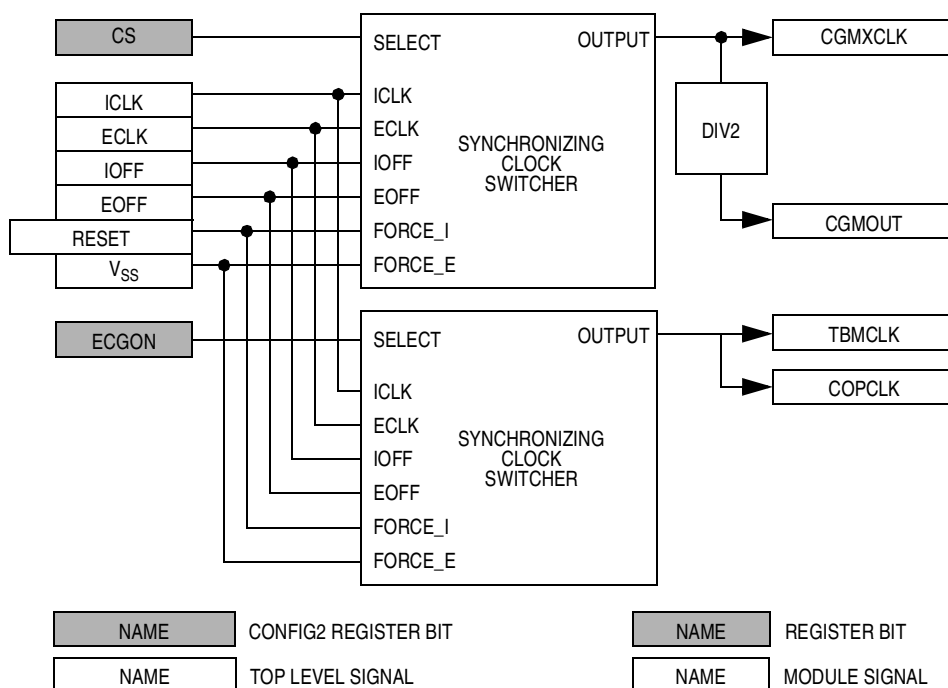 CS
ICLK
ECLK
IOFF
EOFF
RESET
VSS
SELECT
OUTPUT
ICLK
ECLK
IOFF
EOFF
FORCE_I
FORCE_E
SYNCHRONIZING
CLOCK
SWITCHER
CGMXCLK
DIV2
CGMOUT
ECGON
SELECT
OUTPUT
ICLK
ECLK
IOFF
EOFF
FORCE_I
FORCE_E
SYNCHRONIZING
CLOCK
SWITCHER
TBMCLK
COPCLK
NAME CONFIG2 REGISTER BIT
NAME REGISTER BIT
NAME TOP LEVEL SIGNAL
NAME MODULE SIGNAL